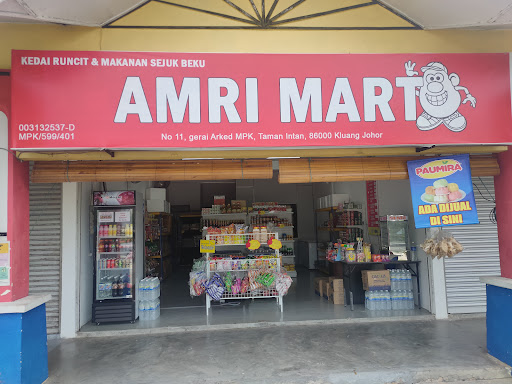 KEDAI RUNCIT & MAKANAN SEJUK BEKU
AMRI MART
003132537-D
MPK/599/401
No 11, gerai Arked MPK, Taman Intan, 86000 Kluang Johor
PAUMIRA
ADA DIJUAL
DI SINI